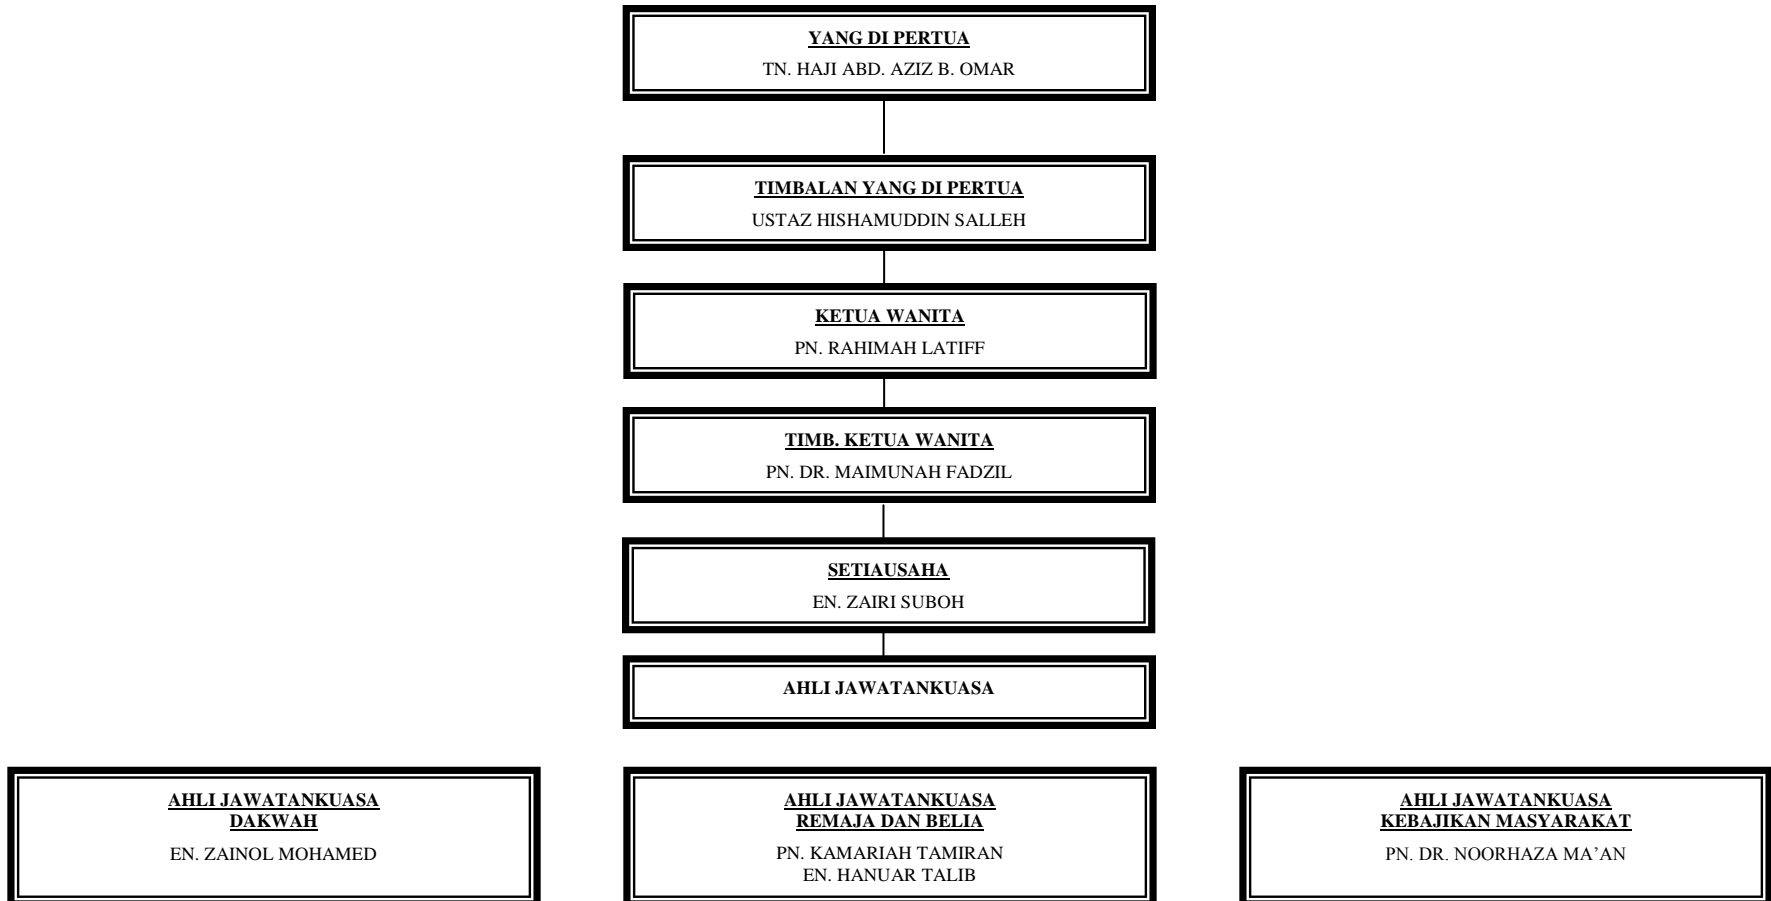 YANG DI PERTUA
TN. HAJI ABD. AZIZ B. OMAR
TIMBALAN YANG DI PERTUA
USTAZ HISHAMUDDIN SALLEH
KETUA WANITA
PN. RAHIMAH LATIFF
TIMB. KETUA WANITA
PN. DR. MAIMUNAH FADZIL
SETIAUSAHA
EN. ZAIRI SUBOH
AHLI JAWATANKUASA
AHLI JAWATANKUASA
DAKWAH
EN. ZAINOL MOHAMED
AHLI JAWATANKUASA
REMAJA DAN BELIA
PN. KAMARIAH TAMIRAN
EN. HANUAR TALIB
AHLI JAWATANKUASA
KEBAJIKAN MASYARAKAT
PN. DR. NOORHAZA MA’AN